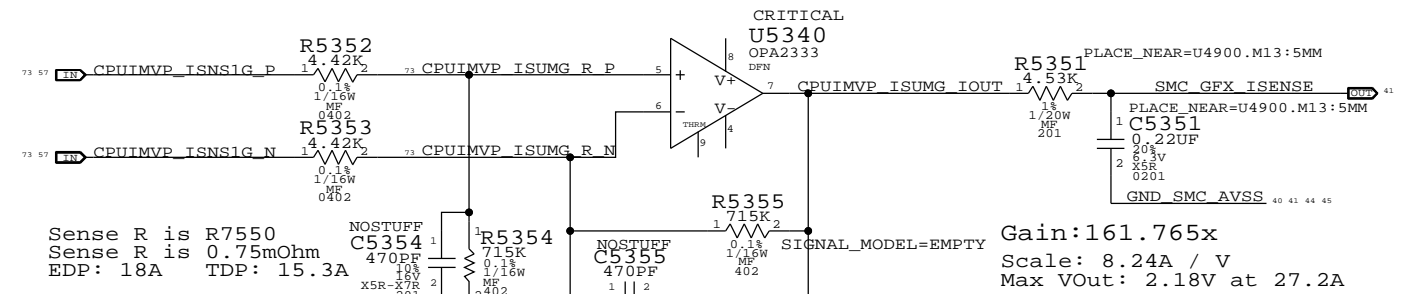 CRITICAL
U5340
OPA2333
DFN
8
V+
V-
THRM
9
4
5
+
6
-
7
R5352
4.42K
1 2
0.1%
1/16W
MF
0402
73 57 IN CPUIMVP_ISNS1G_P
73 CPUIMVP_ISUMG_R_P
R5353
4.42K
1 2
0.1%
1/16W
MF
0402
73 57 IN CPUIMVP_ISNS1G_N
73 CPUIMVP_ISUMG_R_N
CPUIMVP_ISUMG_IOUT
PLACE_NEAR=U4900.M13:5MM
R5351
4.53K
1 2
1%
1/20W
MF
201
SMC_GFX_ISENSE
OUT 41
PLACE_NEAR=U4900.M13:5MM
1
C5351
0.22UF
20%
6.3V
2 X5R
0201
GND_SMC_AVSS 40 41 44 45
Sense R is R7550
Sense R is 0.75mOhm
EDP: 18A TDP: 15.3A
NOSTUFF
C5354 1
470PF
10%
16V
X5R-X7R 2
201
1
R5354
715K
0.1%
1/16W
MF
402
2
R5355
715K
1 2
0.1%
1/16W
MF
402
NOSTUFF
C5355
470PF
1 2
SIGNAL_MODEL=EMPTY
Gain:161.765x
Scale: 8.24A / V
Max VOut: 2.18V at 27.2A